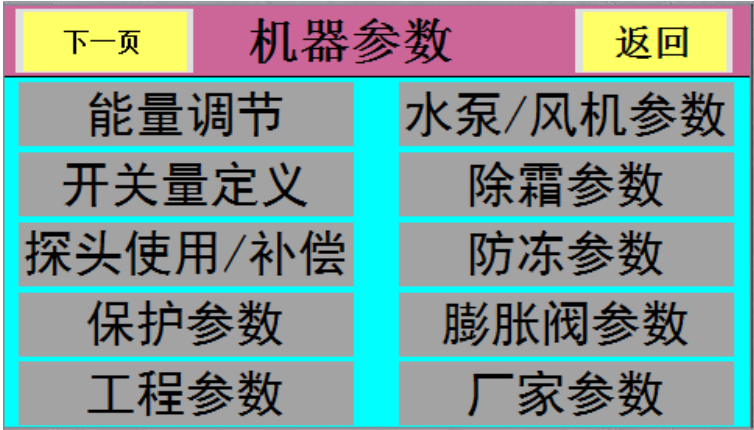 下一页
机器参数
返回
能量调节
水泵/风机参数
开关量定义
除霜参数
探头使用/补偿
防冻参数
保护参数
膨胀阀参数
工程参数
厂家参数